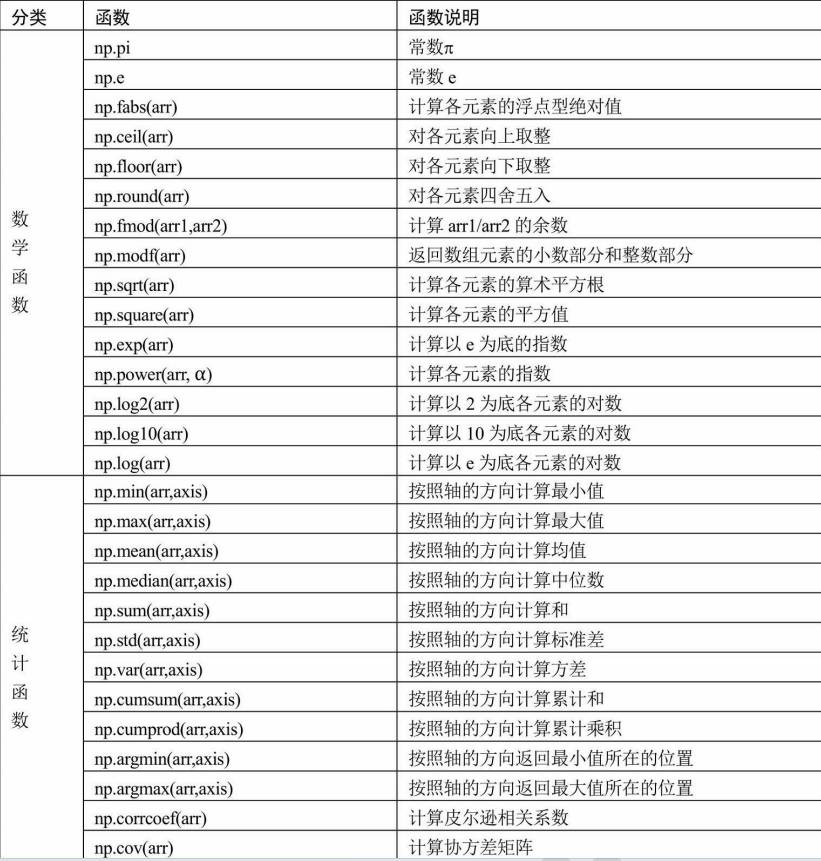 分类 函数 函数说明
数学函数
np.pi 常数π
np.e 常数 e
np.fabs(arr) 计算各元素的浮点型绝对值
np.ceil(arr) 对各元素向上取整
np.floor(arr) 对各元素向下取整
np.round(arr) 对各元素四舍五入
np.fmod(arr1,arr2) 计算 arr1/arr2 的余数
np.modf(arr) 返回数组元素的小数部分和整数部分
np.sqrt(arr) 计算各元素的算术平方根
np.square(arr) 计算各元素的平方值
np.exp(arr) 计算以 e 为底的指数
np.power(arr, α) 计算各元素的指数
np.log2(arr) 计算以 2 为底各元素的对数
np.log10(arr) 计算以 10 为底各元素的对数
np.log(arr) 计算以 e 为底各元素的对数
统计函数
np.min(arr,axis) 按照轴的方向计算最小值
np.max(arr,axis) 按照轴的方向计算最大值
np.mean(arr,axis) 按照轴的方向计算均值
np.median(arr,axis) 按照轴的方向计算中位数
np.sum(arr,axis) 按照轴的方向计算和
np.std(arr,axis) 按照轴的方向计算标准差
np.var(arr,axis) 按照轴的方向计算方差
np.cumsum(arr,axis) 按照轴的方向计算累计和
np.cumprod(arr,axis) 按照轴的方向计算累计乘积
np.argmin(arr,axis) 按照轴的方向返回最小值所在的位置
np.argmax(arr,axis) 按照轴的方向返回最大值所在的位置
np.corrcoef(arr) 计算皮尔逊相关系数
np.cov(arr) 计算协方差矩阵